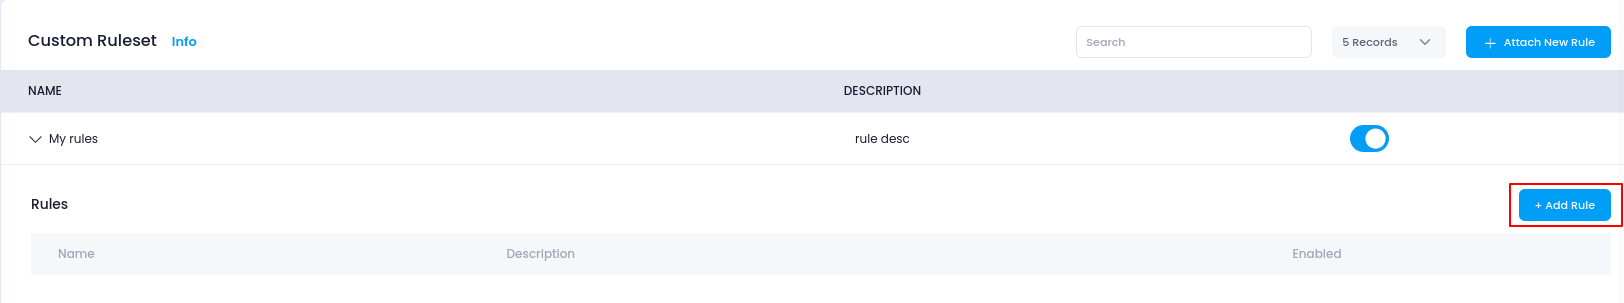 Custom Ruleset Info Search 5 Records + Attach New Rule
NAME DESCRIPTION
My rules rule desc
Rules + Add Rule
Name Description Enabled